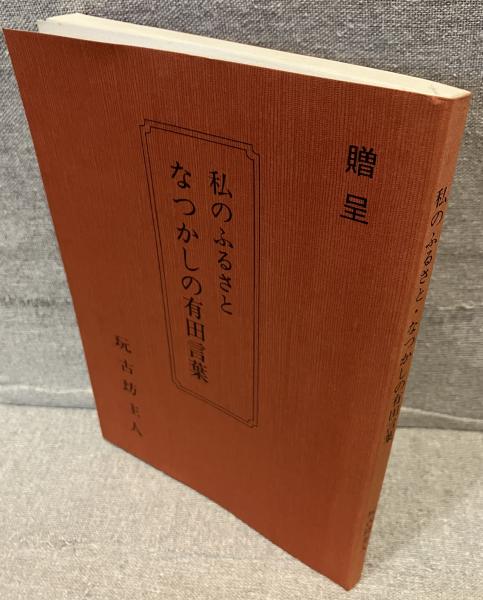 贈呈
私のふるさと
なつかしの有田言葉
玩古坊主人
私のふるさと・なつかしの有田言葉